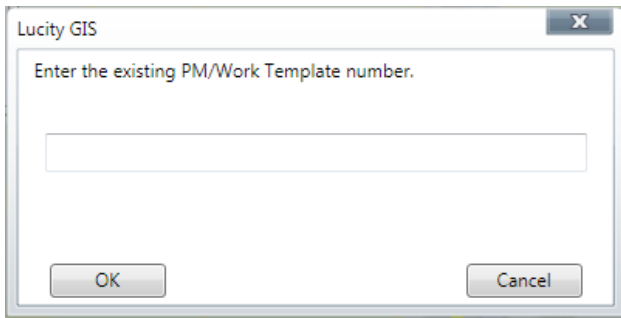 Lucity GIS
Enter the existing PM/Work Template number.
OK
Cancel